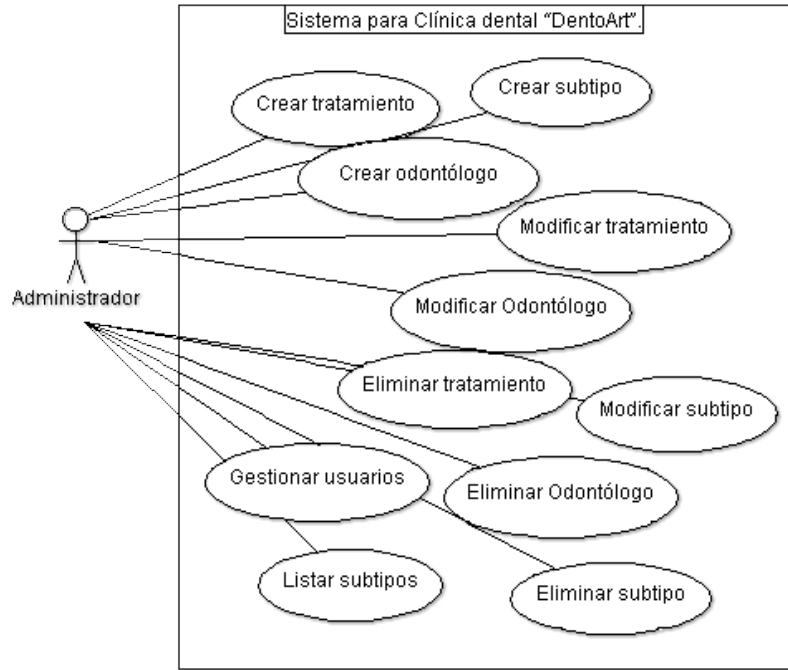 Sistema para Clínica dental “DentoArt”.
Crear subtipo
Crear tratamiento
Crear odontólogo
Modificar tratamiento
Administrador
Modificar Odontólogo
Eliminar tratamiento
Modificar subtipo
Gestionar usuarios
Eliminar Odontólogo
Listar subtipos
Eliminar subtipo